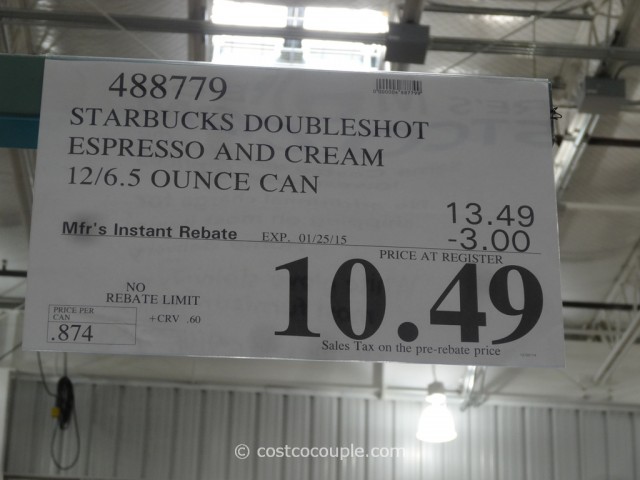 488779
STARBUCKS DOUBLESHOT
ESPRESSO AND CREAM
12/6.5 OUNCE CAN
13.49
Mfr's Instant Rebate EXP. 01/25/15 -3.00
PRICE AT REGISTER
10.49
NO
REBATE LIMIT
PRICE PER
CAN
.874
+CRV .60
Sales Tax on the pre-rebate price
© costcocouple.com